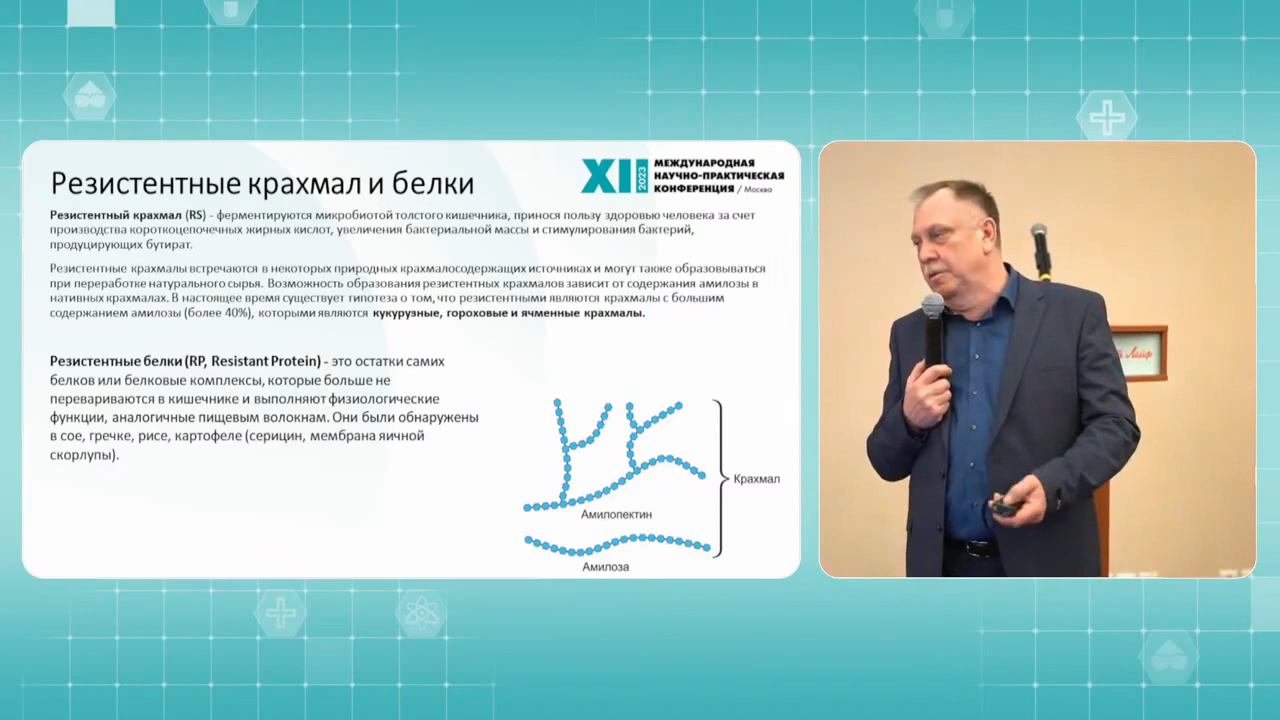 Резистентные крахмал и белки
XII 2023 МЕЖДУНАРОДНАЯ
НАУЧНО-ПРАКТИЧЕСКАЯ
КОНФЕРЕНЦИЯ / Москва
Резистентный крахмал (RS) - ферментируются микробиотой толстого кишечника, принося пользу здоровью человека за счет
производства короткоцепочечных жирных кислот, увеличения бактериальной массы и стимулирования бактерий,
продуцирующих бутират.
Резистентные крахмалы встречаются в некоторых природных крахмалосодержащих источниках и могут также образовываться
при переработке натурального сырья. Возможность образования резистентных крахмалов зависит от содержания амилозы в
нативных крахмалах. В настоящее время существует гипотеза о том, что резистентными являются крахмалы с большим
содержанием амилозы (более 40%), которыми являются кукурузные, гороховые и ячменные крахмалы.
Резистентные белки (RP, Resistant Protein) - это остатки самих
белков или белковые комплексы, которые больше не
перевариваются в кишечнике и выполняют физиологические
функции, аналогичные пищевым волокнам. Они были обнаружены
в сое, гречке, рисе, картофеле (серицин, мембрана яичной
скорлупы).
Крахмал
Амилопектин
Амилоза
Лайф